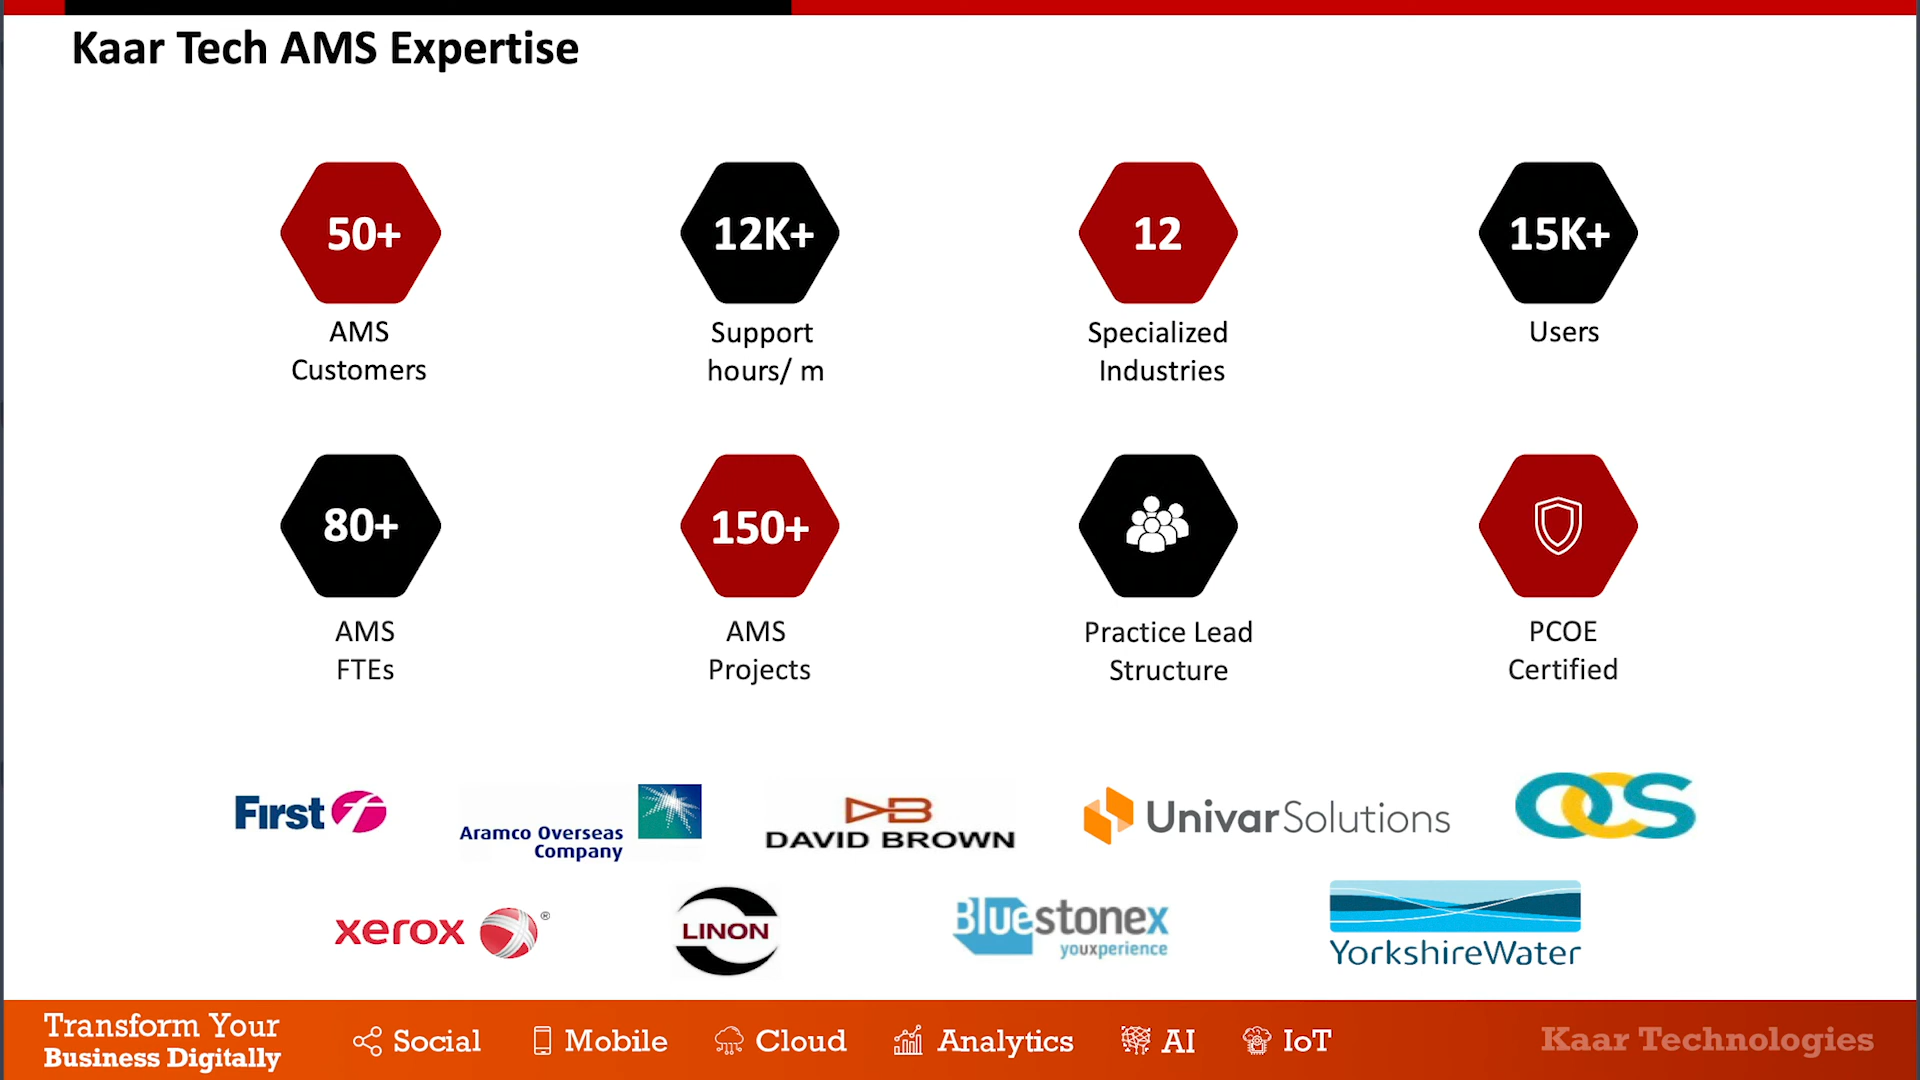 Kaar Tech AMS Expertise
50+
12K+
12
15K+
AMS
Customers
Support
hours/ m
Specialized
Industries
Users
80+
150+
AMS
FTEs
AMS
Projects
Practice Lead
Structure
PCOE
Certified
First f
Aramco Overseas
Company
DB
DAVID BROWN
UnivarSolutions
OCS
xerox ®
LINON
Bluestonex
youxperience
YorkshireWater
Transform Your
Business Digitally
Social
Mobile
Cloud
Analytics
AI
IoT
Kaar Technologies